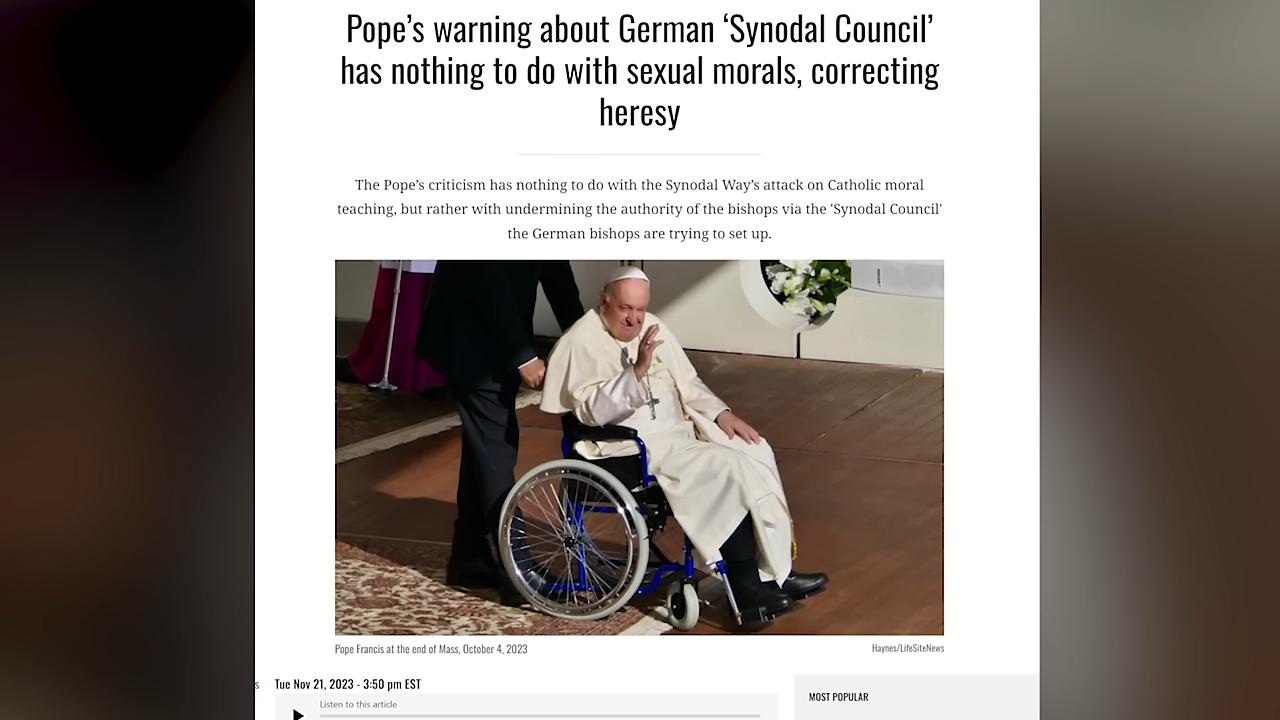 Pope’s warning about German ‘Synodal Council’
has nothing to do with sexual morals, correcting
heresy
The Pope’s criticism has nothing to do with the Synodal Way’s attack on Catholic moral
teaching, but rather with undermining the authority of the bishops via the 'Synodal Council'
the German bishops are trying to set up.
Pope Francis at the end of Mass, October 4, 2023
Haynes/LifeSiteNews
s
Tue Nov 21, 2023 - 3:50 pm EST
MOST POPULAR
Listen to this article